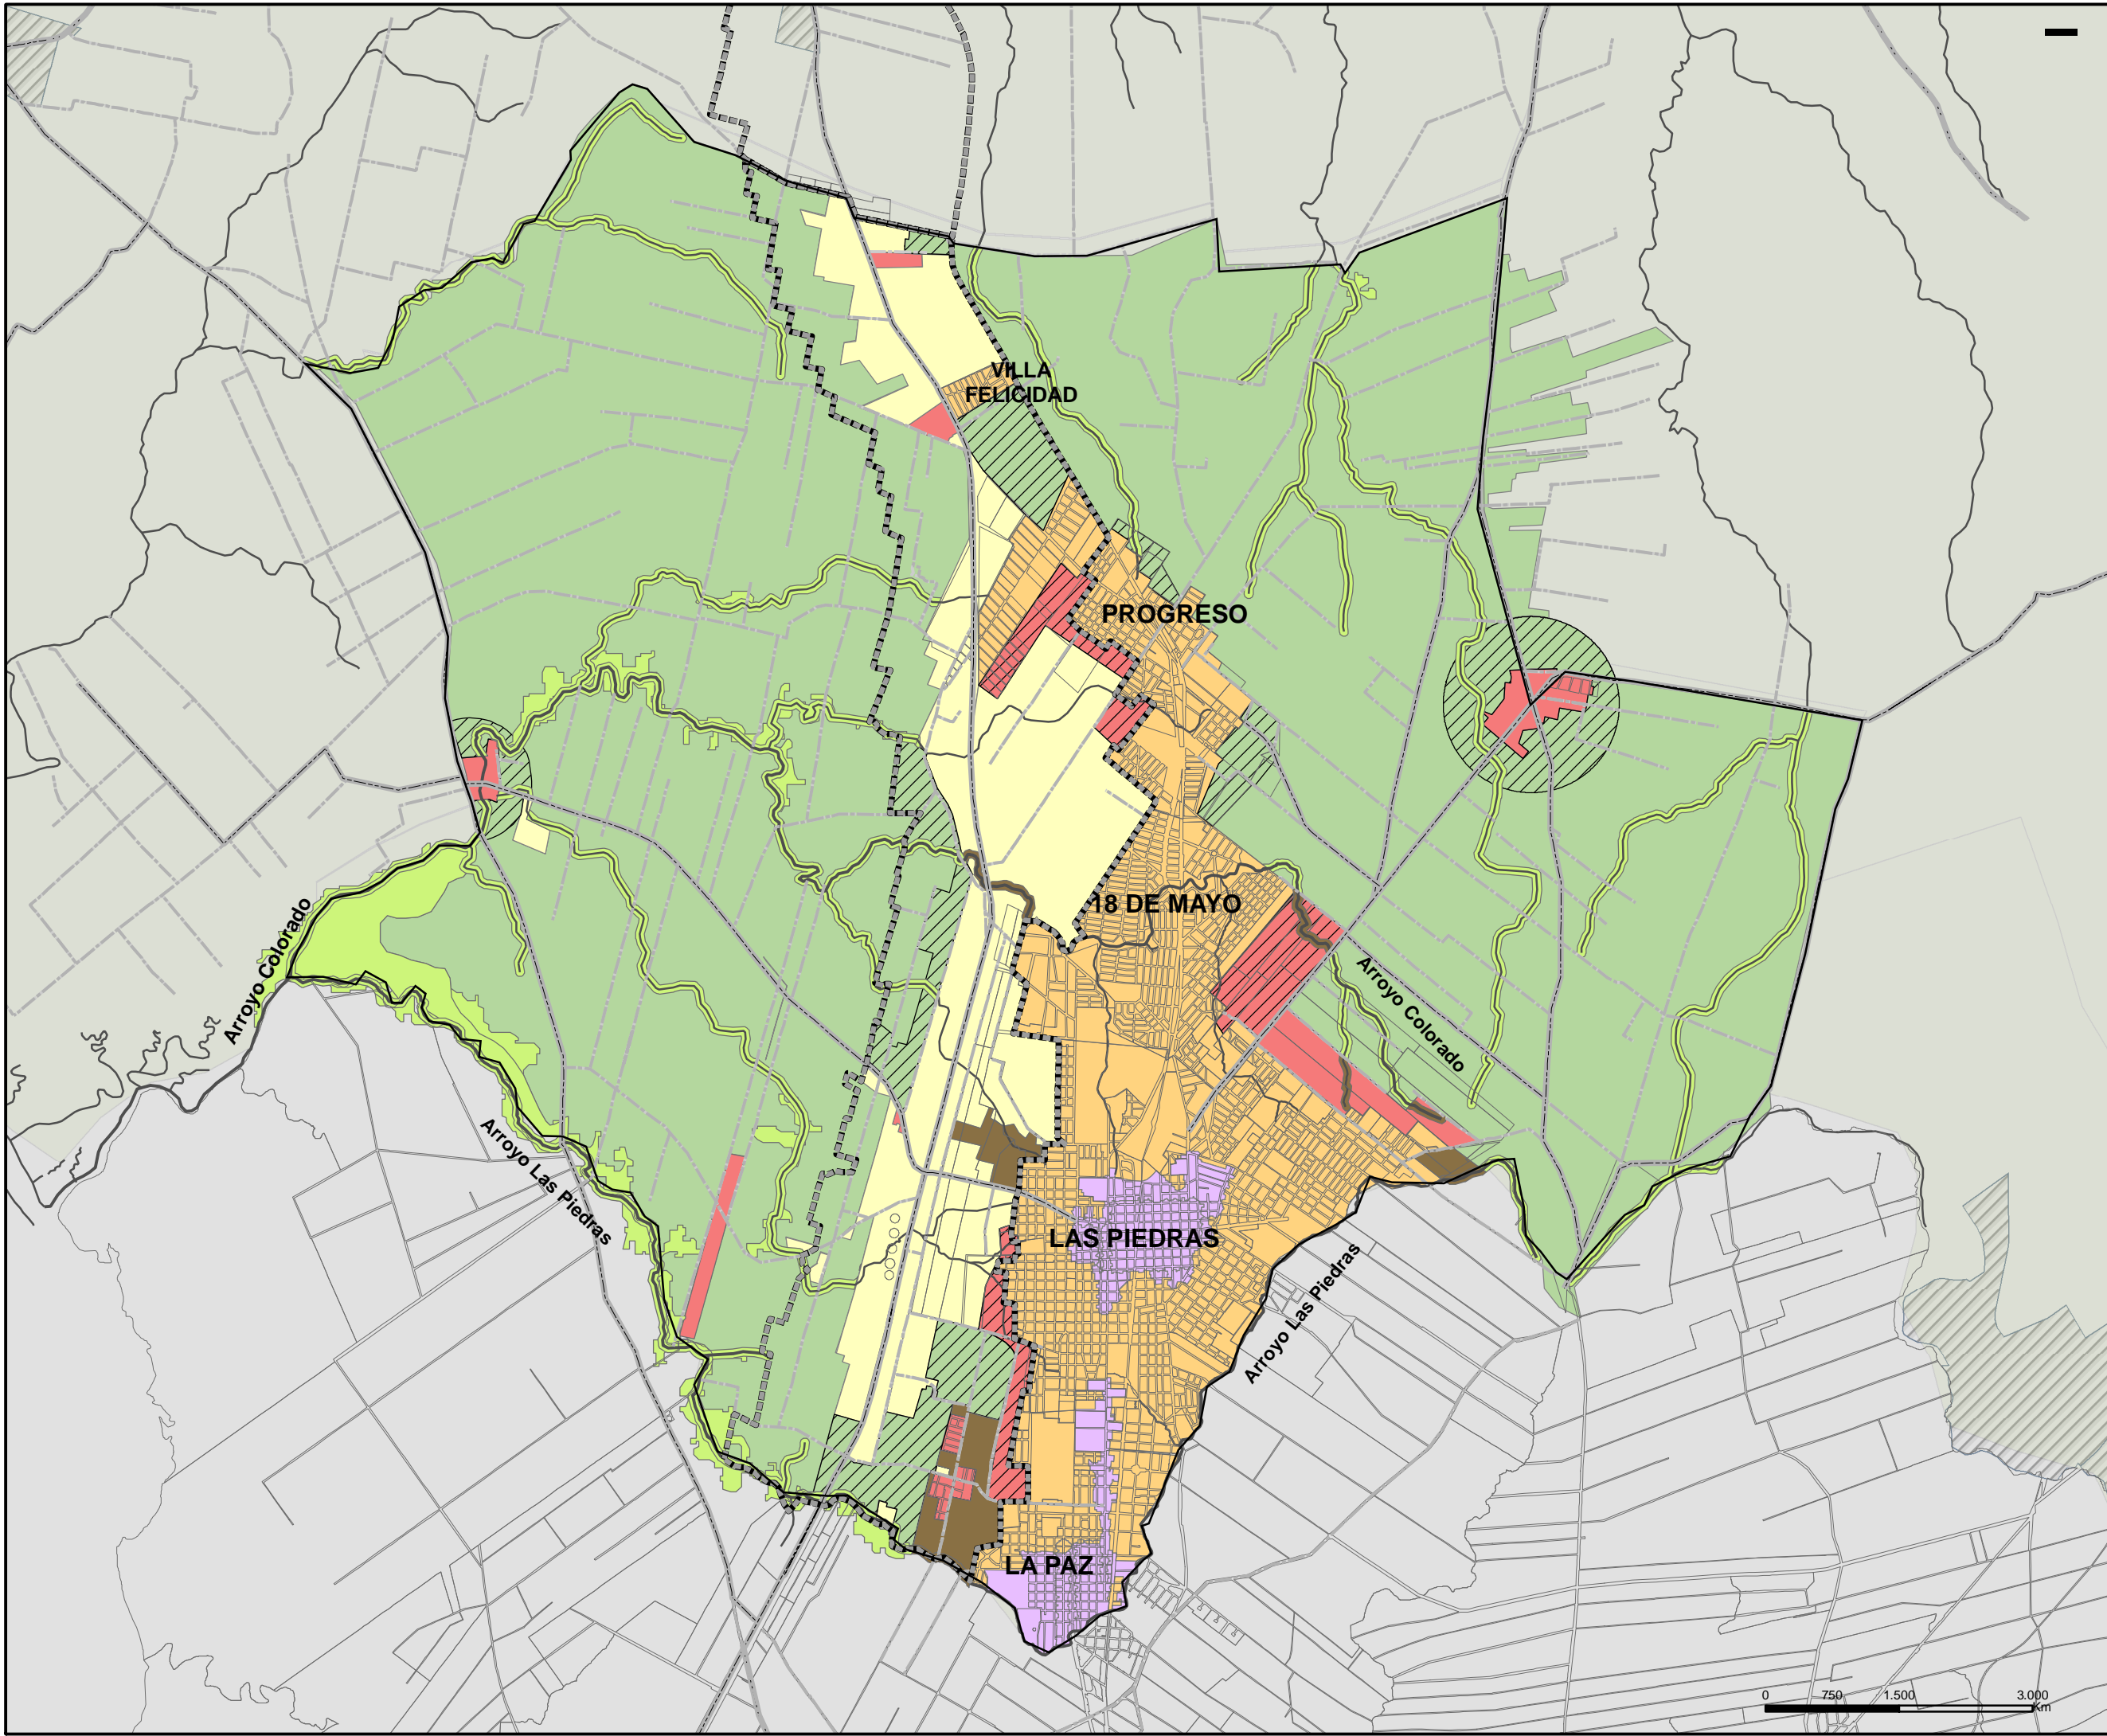 VILLA
FELICIDAD
PROGRESO
18 DE MAYO
Arroyo Colorado
Arroyo Colorado
Arroyo Las Piedras
LAS PIEDRAS
Arroyo Las Piedras
LA PAZ
0 750 1.500 3.000
Km